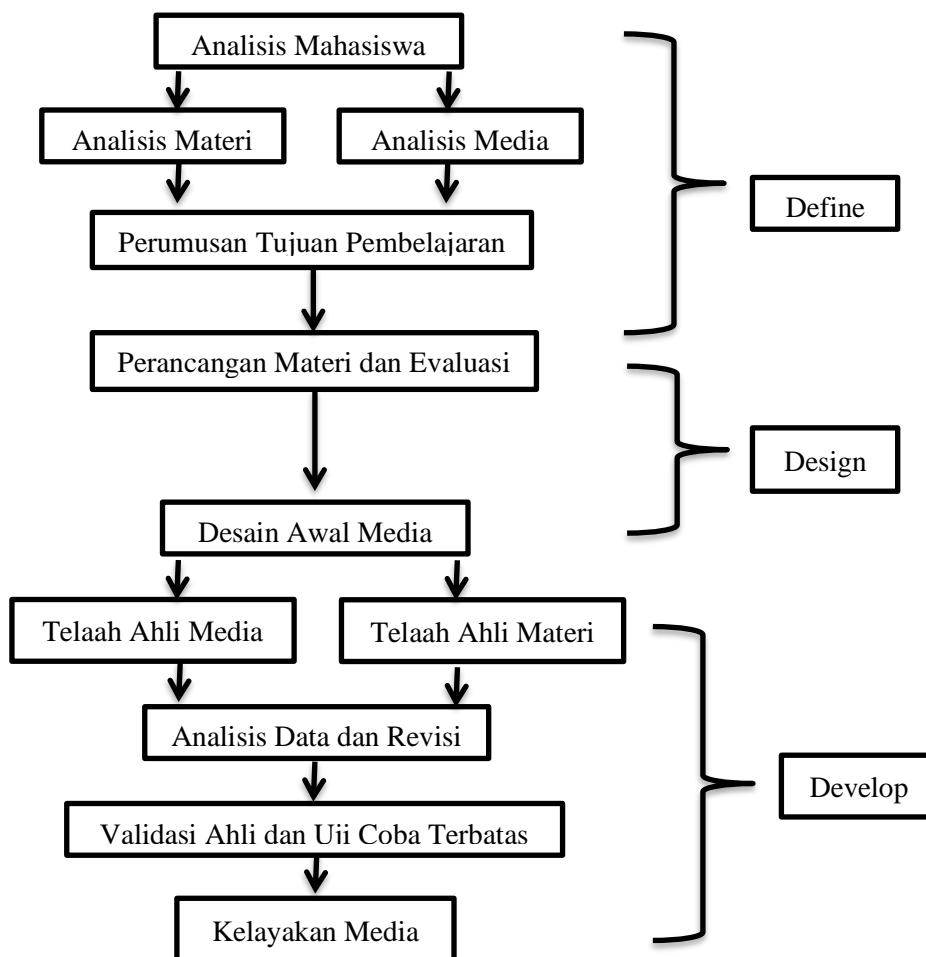 Analisis Mahasiswa
Analisis Materi
Analisis Media
Define
Perumusan Tujuan Pembelajaran
Perancangan Materi dan Evaluasi
Design
Desain Awal Media
Telaah Ahli Media
Telaah Ahli Materi
Analisis Data dan Revisi
Develop
Validasi Ahli dan Uji Coba Terbatas
Kelayakan Media